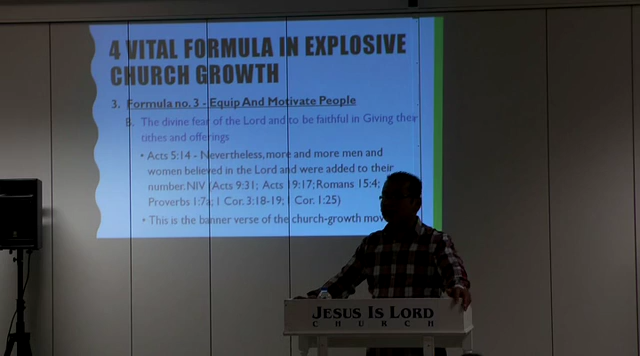 4 VITAL FORMULA IN EXPLOSIVE
CHURCH GROWTH
3. Formula no. 3 - Equip And Motivate People
B. The divine fear of the Lord and to be faithful in Giving their
tithes and offerings
• Acts 5:14 - Nevertheless, more and more men and
women believed in the Lord and were added to their
number. NIV (Acts 9:31; Acts 19:17; Romans 15:4;
Proverbs 1:7a; 1 Cor. 3:18-19; 1 Cor. 1:25)
• This is the banner verse of the church-growth mov
JESUS IS LORD
CHURCH